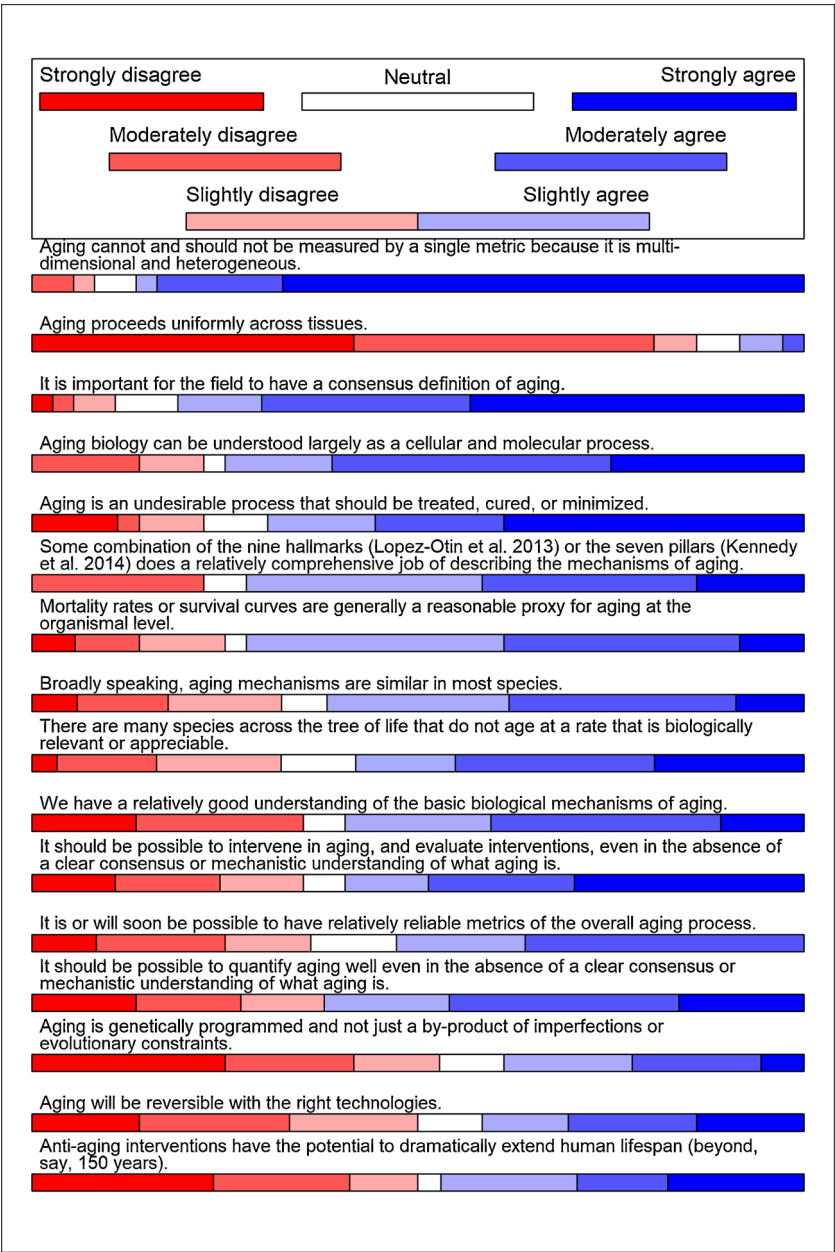 Strongly disagree
Neutral
Strongly agree
Moderately disagree
Moderately agree
Slightly disagree
Slightly agree
Aging cannot and should not be measured by a single metric because it is multi-
dimensional and heterogeneous.
Aging proceeds uniformly across tissues.
It is important for the field to have a consensus definition of aging.
Aging biology can be understood largely as a cellular and molecular process.
Aging is an undesirable process that should be treated, cured, or minimized.
Some combination of the nine hallmarks (Lopez-Otin et al. 2013) or the seven pillars (Kennedy
et al. 2014) does a relatively comprehensive job of describing the mechanisms of aging.
Mortality rates or survival curves are generally a reasonable proxy for aging at the
organismal level.
Broadly speaking, aging mechanisms are similar in most species.
There are many species across the tree of life that do not age at a rate that is biologically
relevant or appreciable.
We have a relatively good understanding of the basic biological mechanisms of aging.
It should be possible to intervene in aging, and evaluate interventions, even in the absence of
a clear consensus or mechanistic understanding of what aging is.
It is or will soon be possible to have relatively reliable metrics of the overall aging process.
It should be possible to quantify aging well even in the absence of a clear consensus or
mechanistic understanding of what aging is.
Aging is genetically programmed and not just a by-product of imperfections or
evolutionary constraints.
Aging will be reversible with the right technologies.
Anti-aging interventions have the potential to dramatically extend human lifespan (beyond,
say, 150 years).